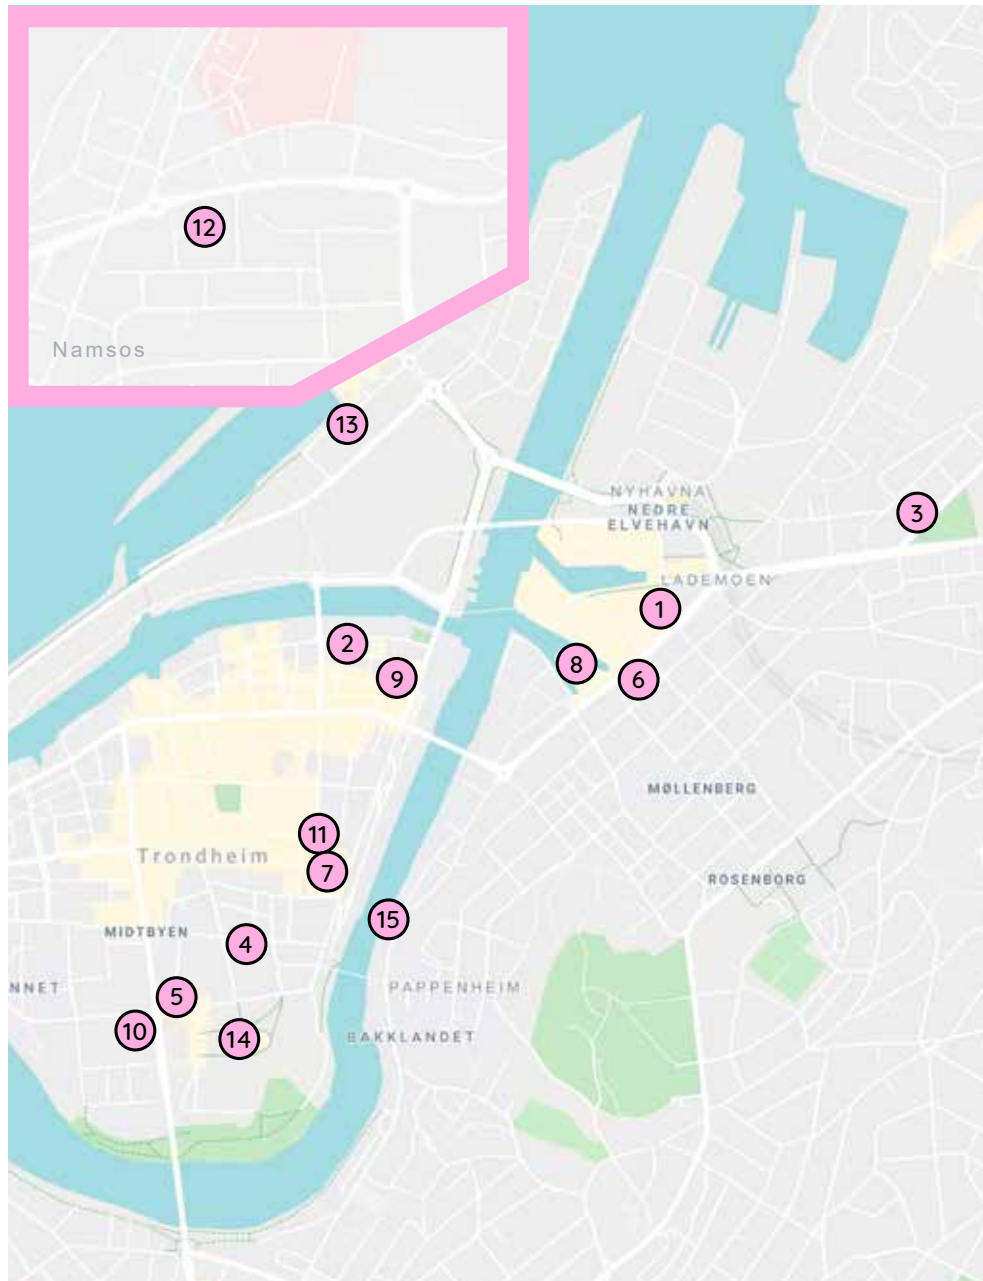 12
Namsos
13
NYHAVNA
3
NEDRE
ELVEHAVN
LADEMOEN
1
2
8
9
6
MØLLENBERG
11
Trondheim
7
ROSENBORG
15
MIDTBYEN
4
NNET
5
PAPPENHEIM
10
14
BAKKLANDET